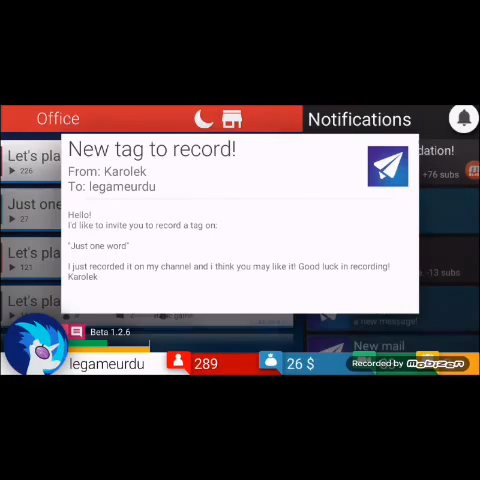 Office
Notifications
Let's pla
226
dation!
+76 subs
New tag to record!
From: Karolek
To: legameurdu
Just one
27
Hello!
I'd like to invite you to record a tag on:
"Just one word"
I just recorded it on my channel and i think you may like it! Good luck in recording!
Karolek
Let's pla
121
-13 subs
Let's pla
game
a new message!
Beta 1.2.6
New mail
legameurdu
289
26 $
Recorded by mobizen